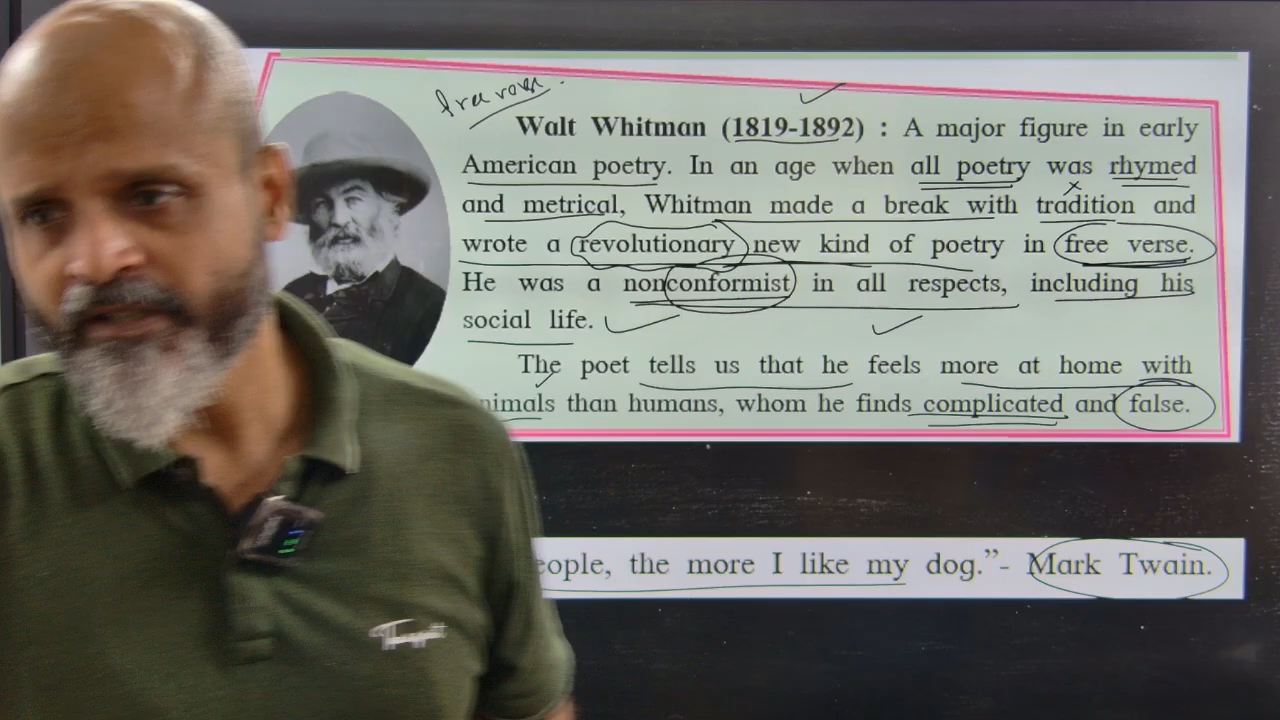 free verse.
Walt Whitman (1819-1892) : A major figure in early
American poetry. In an age when all poetry was rhymed
and metrical, Whitman made a break with tradition and
wrote a revolutionary new kind of poetry in free verse.
He was a nonconformist in all respects, including his
social life.
The poet tells us that he feels more at home with
nimals than humans, whom he finds complicated and false.
eople, the more I like my dog.”- Mark Twain.